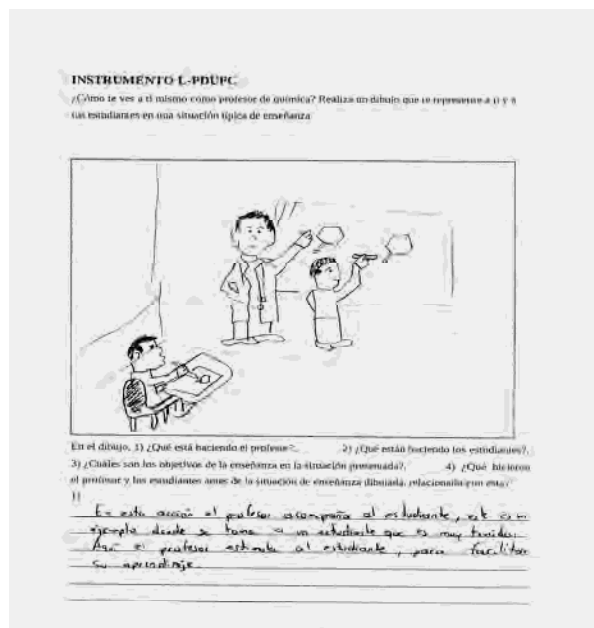 INSTRUMENTO L-PDUPC
¿Cómo te ves a ti mismo como profesor de química? Realiza un dibujo que te represente a ti y a
tus estudiantes en una situación típica de enseñanza
En el dibujo, 1) ¿Qué está haciendo el profesor?, 2) ¿Qué están haciendo los estudiantes?,
3) ¿Cuáles son los objetivos de la enseñanza en la situación presentada?, 4) ¿Qué hicieron
el profesor y los estudiantes antes de la situación de enseñanza dibujada, relacionado con esta?
En esta acción el profesor acompaña al estudiante, este es un
ejemplo donde se toma a un estudiante que es muy
Aquí el profesor estimula al estudiante, para facilitar
su aprendizaje.